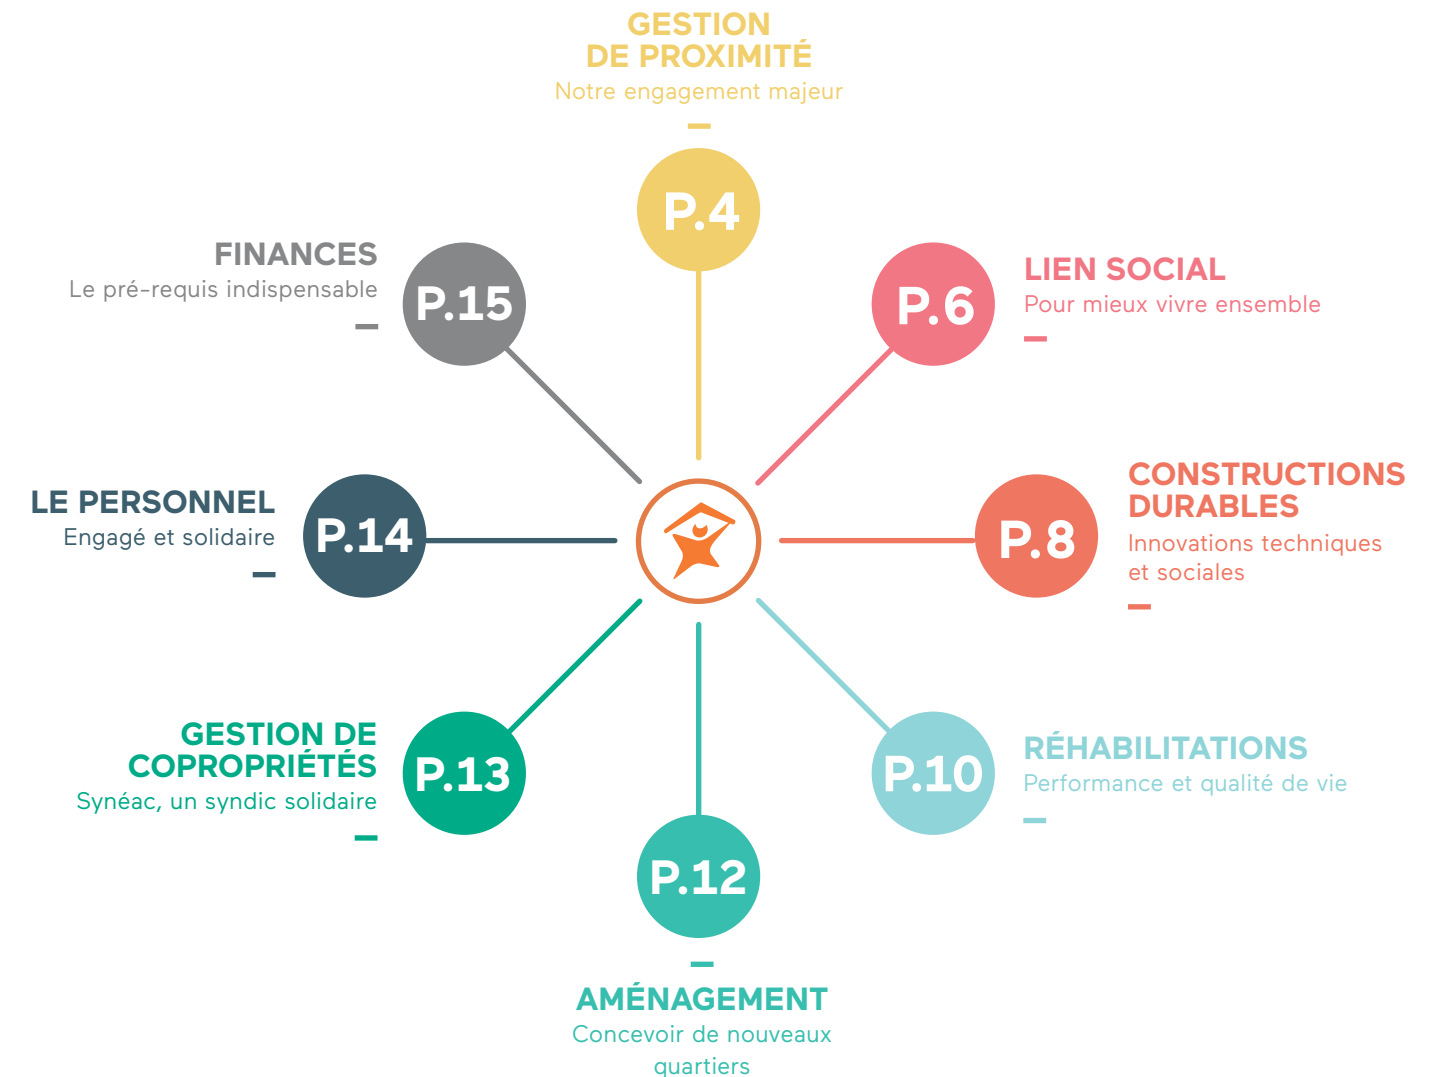 GESTION
DE PROXIMITÉ
Notre engagement majeur
P.4
LIEN SOCIAL
Pour mieux vivre ensemble
P.6
CONSTRUCTIONS
DURABLES
Innovations techniques
et sociales
P.8
RÉHABILITATIONS
Performance et qualité de vie
P.10
P.12
AMÉNAGEMENT
Concevoir de nouveaux
quartiers
GESTION DE
COPROPRIÉTÉS
Synéac, un syndic solidaire
P.13
LE PERSONNEL
Engagé et solidaire
P.14
FINANCES
Le pré-requis indispensable
P.15